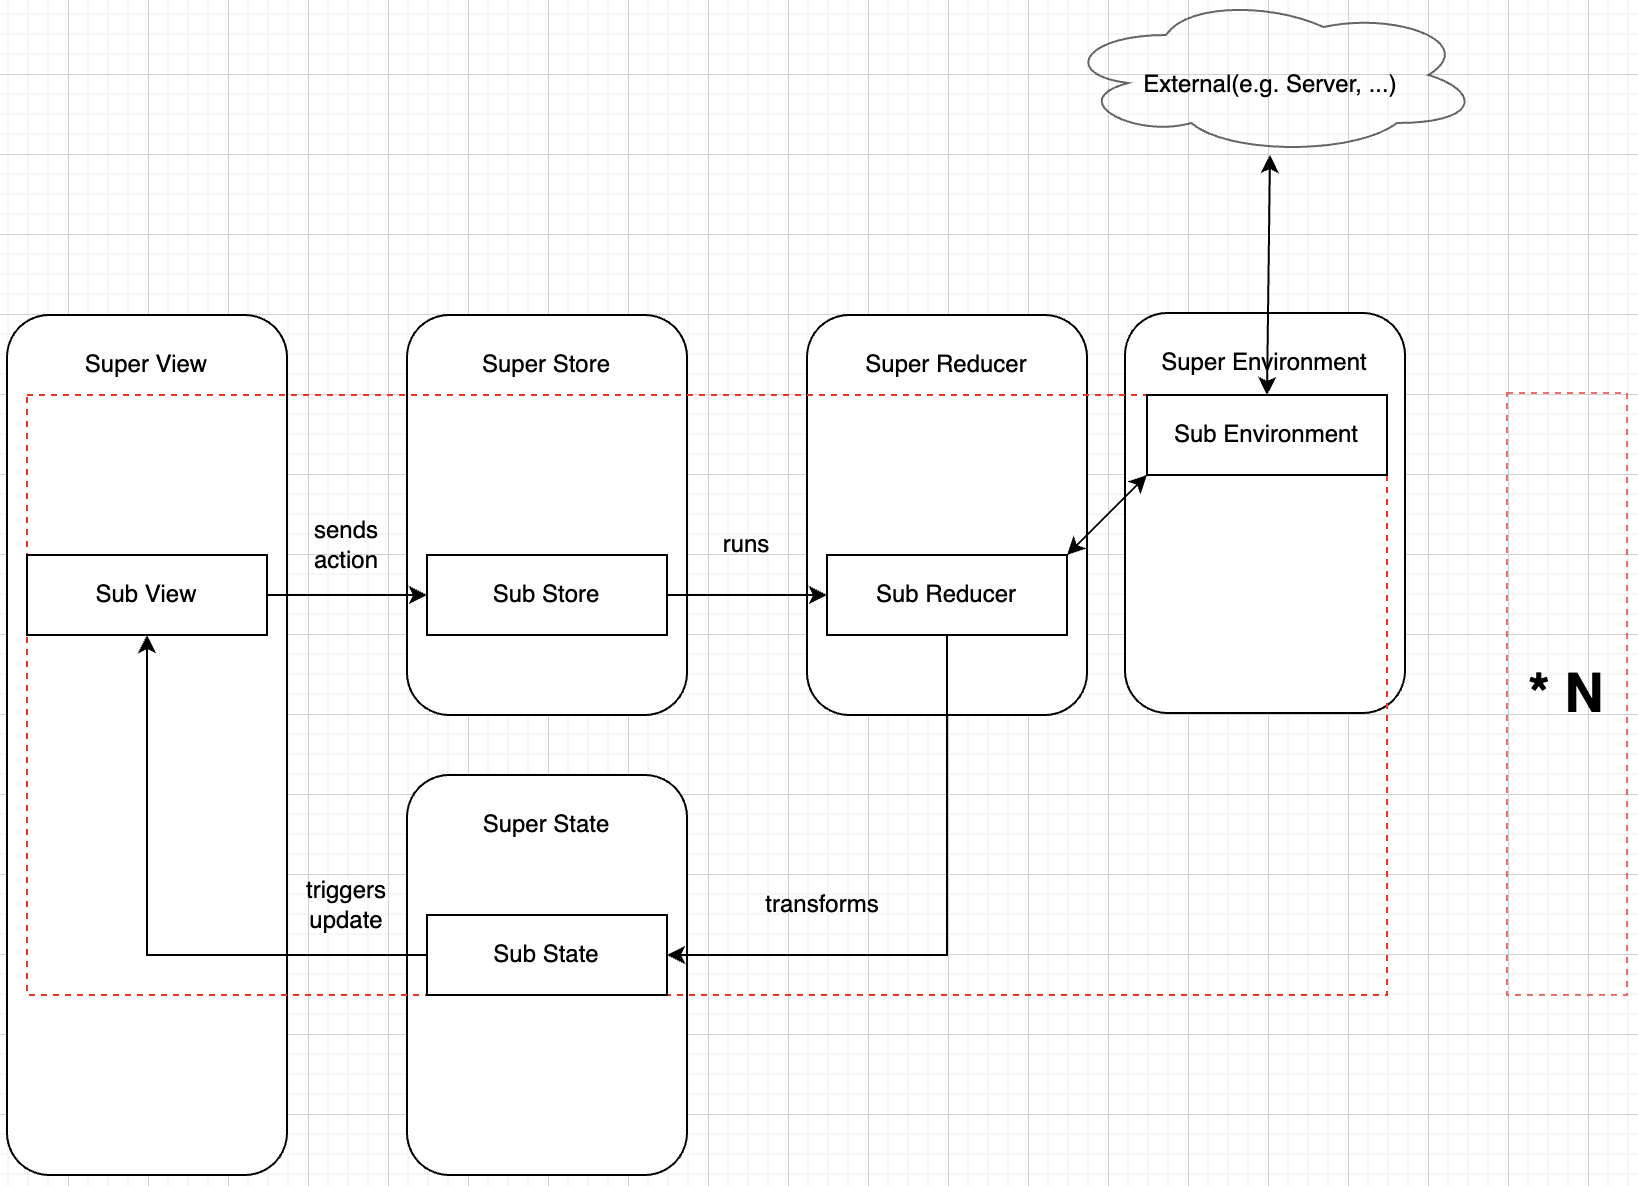 External(e.g. Server, ...)
Super View
Super Store
Super Reducer
Super Environment
Sub Environment
sends
action
runs
Sub View
Sub Store
Sub Reducer
* N
Super State
triggers
update
transforms
Sub State